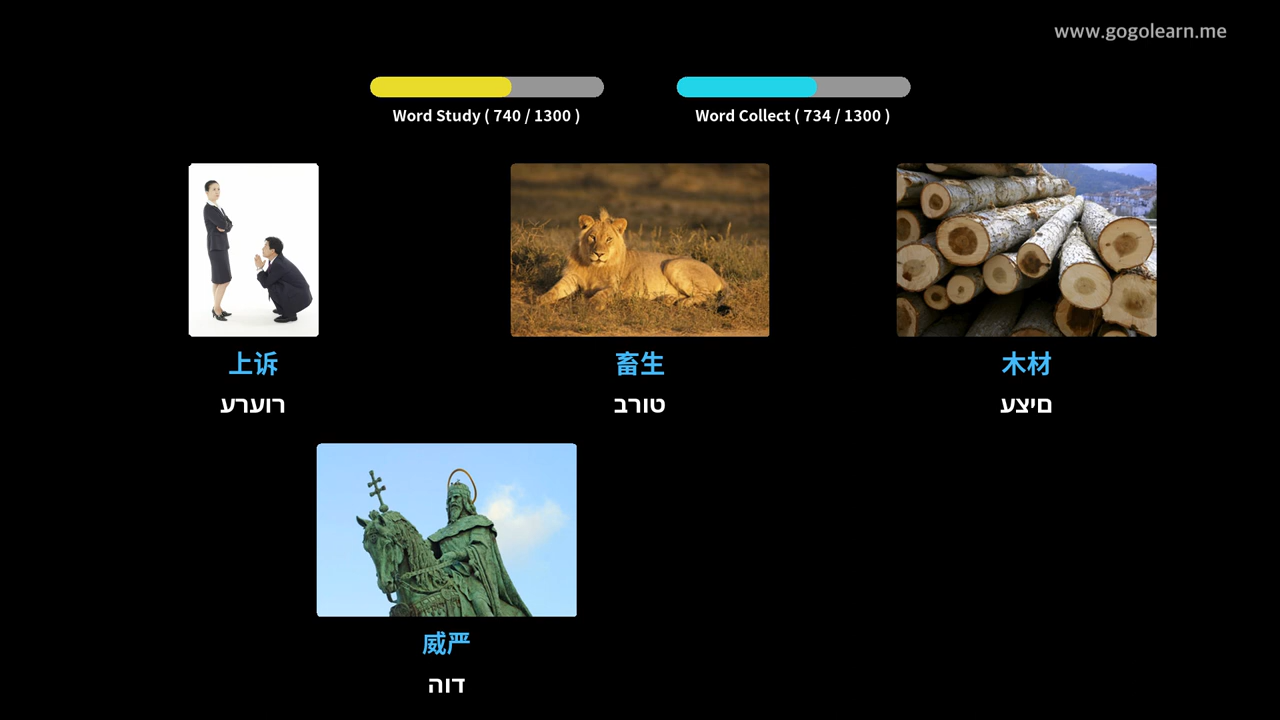 www.gogolearn.me
Word Study ( 740 / 1300 )
Word Collect ( 734 / 1300 )
上诉
רוערע
畜生
טורב
木材
םיצע
威严
דוה